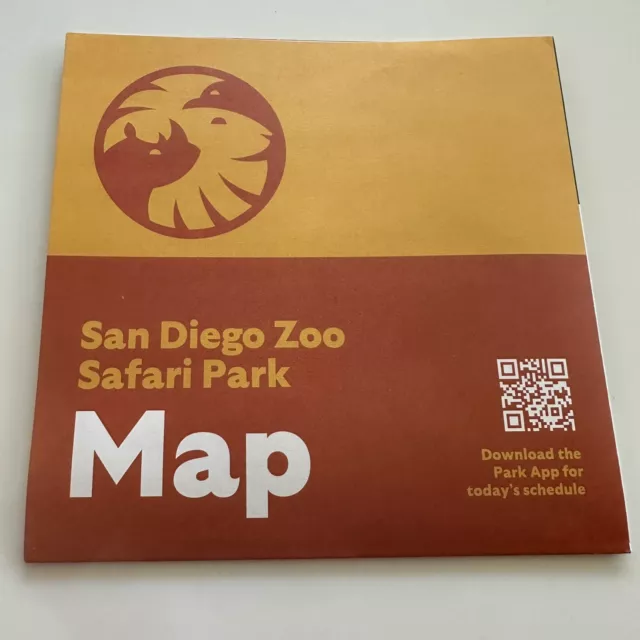 San Diego Zoo
Safari Park
Map
Download the
Park App for
today's schedule